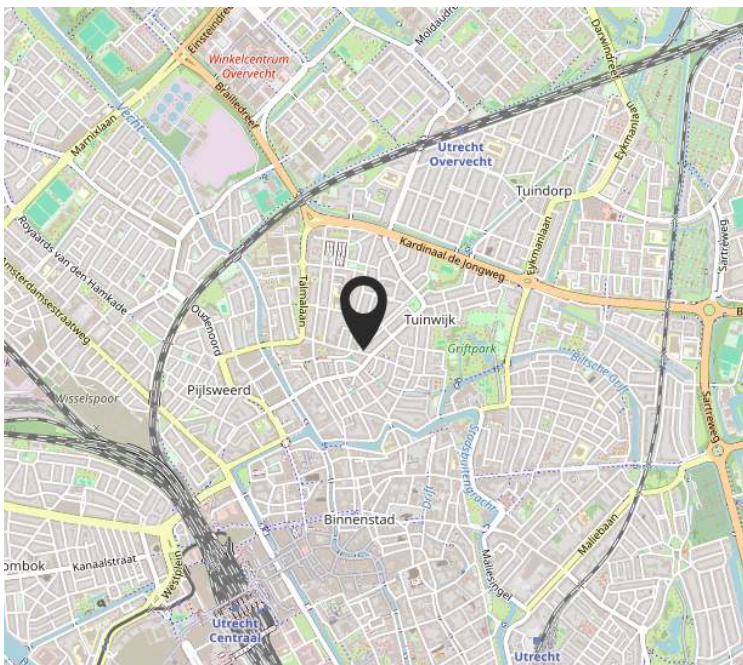 Einsteindreef
Moldaudr
Darwindreef
Winkelcentrum
Overvecht
Brailledreef
Vecht
Marnixlaan
Eykmanlaan
Utrecht
Overvecht
Tuindorp
Royaards van den Hamkade
Sartreweg
Kardinaal de Jongweg
Eykmanlaan
Amsterdamsestraatweg
Talmalaan
Oudenoord
B
Tuinwijk
Griftpark
Biltsche Grift
Pijlsweerd
Wisselspoor
Sartreweg
Stadsbuitengracht
Drift
Binnenstad
Maliebaan
ombok
Kanaalstraat
Westplein
Maliesingel
Utrecht
Centraal
Utrecht